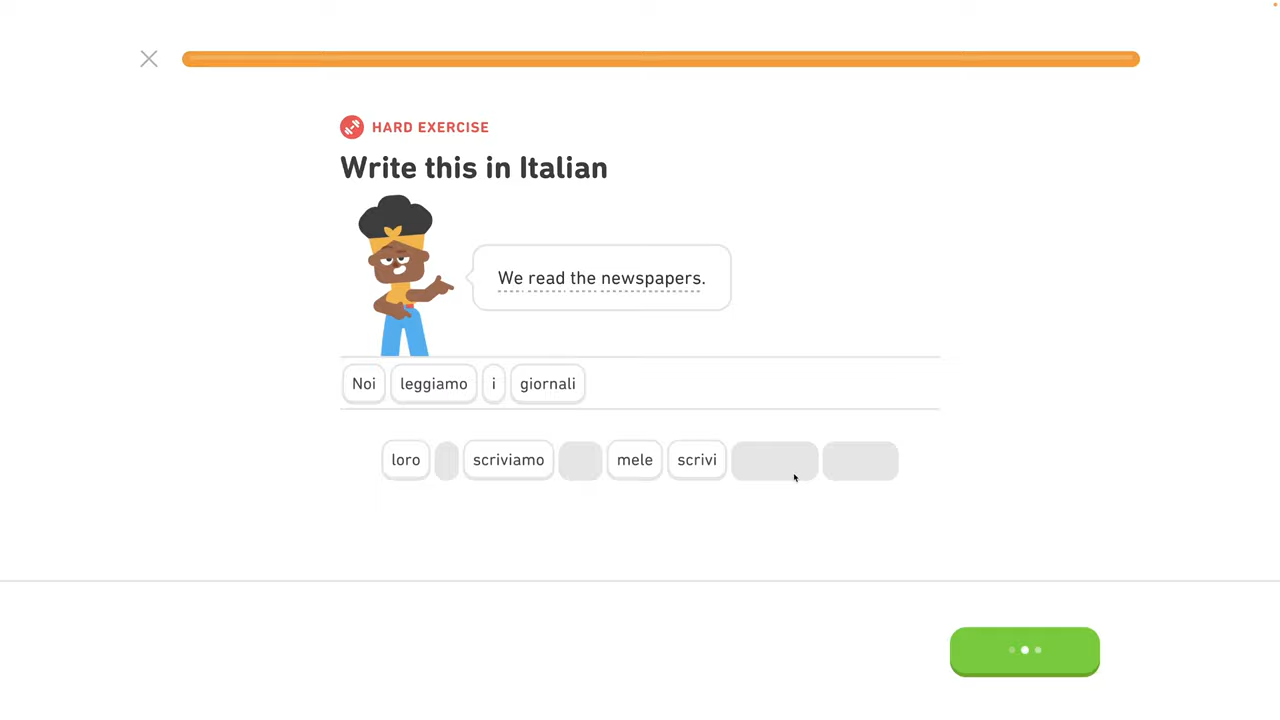 HARD EXERCISE
Write this in Italian
We read the newspapers.
Noi leggiamo i giornali
loro scriviamo mele scrivi